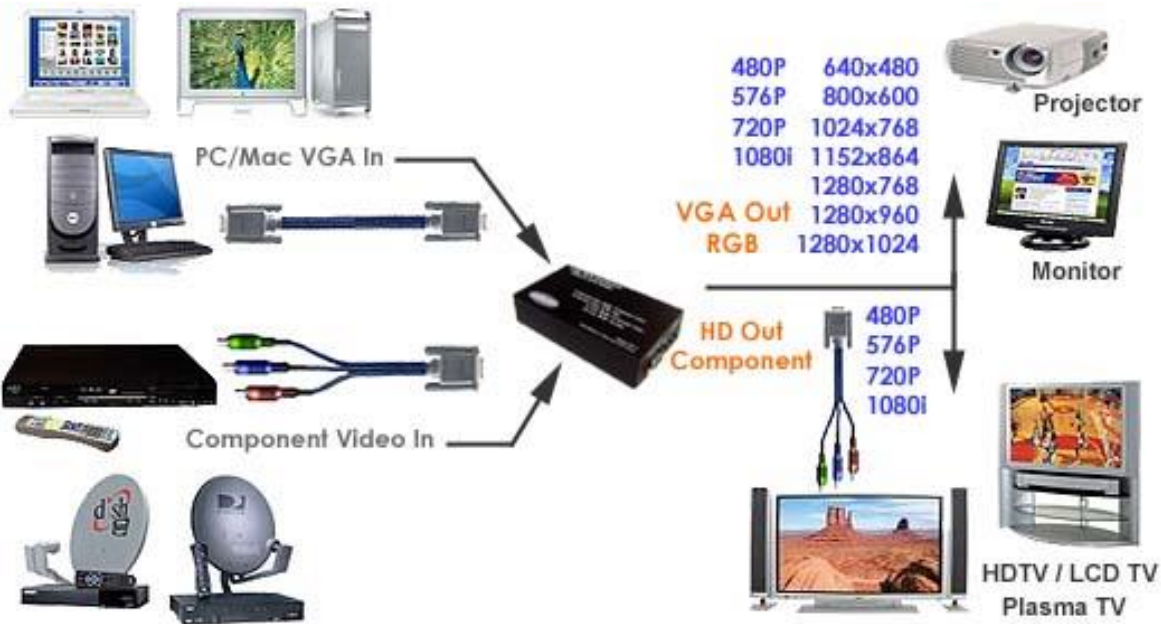 480P 640x480
576P 800x600
720P 1024x768
1080i 1152x864
1280x768
VGA Out 1280x960
RGB 1280x1024
Projector
Monitor
PC/Mac VGA In
HD Out
Component
480P
576P
720P
1080i
Component Video In
dish
HDTV / LCD TV
Plasma TV